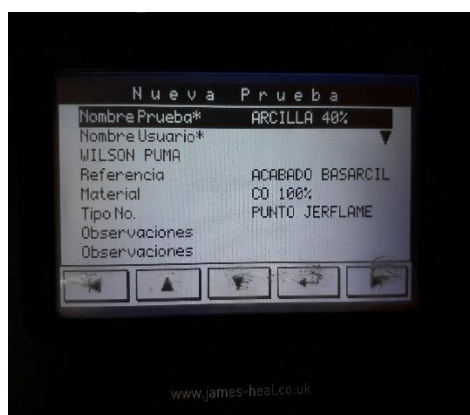 Nueva Prueba
Nombre Prueba* ARCILLA 40%
Nombre Usuario*
WILSON PUMA
Referencia ACABADO BASARCIL
Material CO 100%
Tipo No. PUNTO JERFLAME
Observaciones
Observaciones
www.james-heal.co.uk